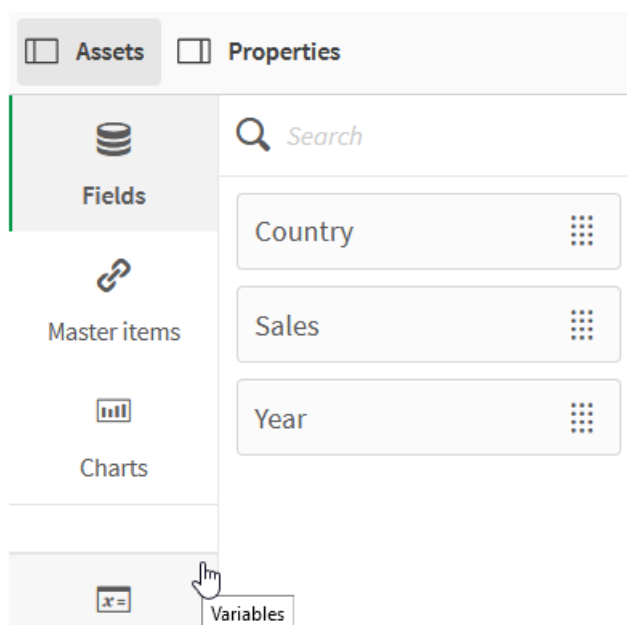 Assets Properties
Fields
Search
Country
Master items
Sales
Year
Charts
x=
Variables